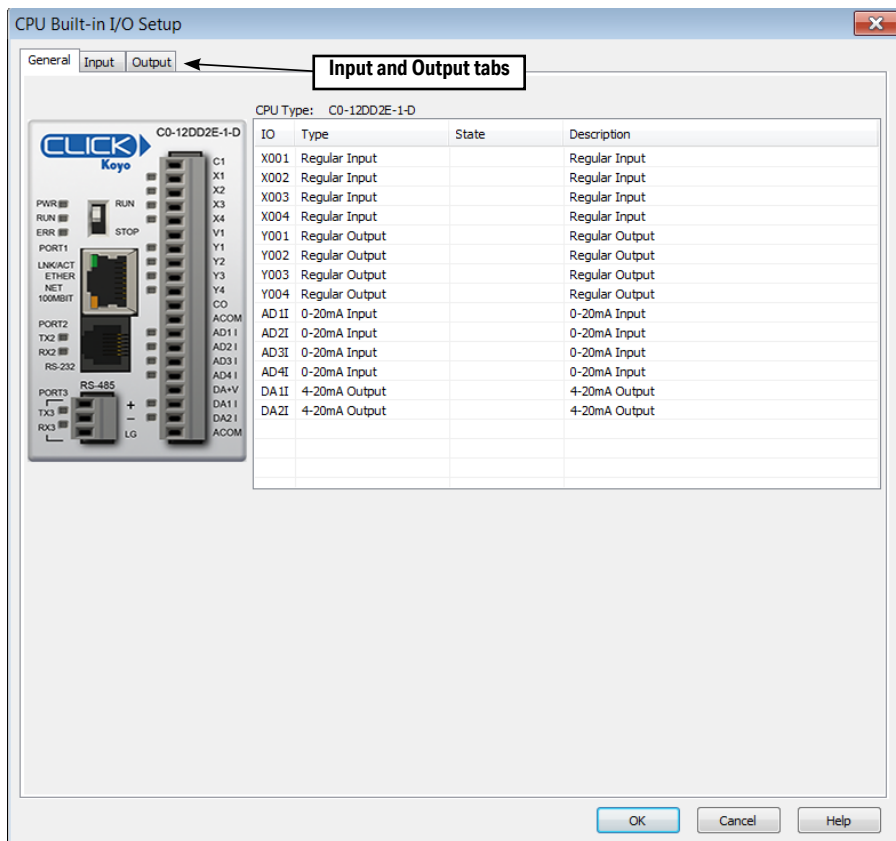 CPU Built-in I/O Setup
General Input Output
Input and Output tabs
CPU Type: C0-12DD2E-1-D
CLICK
Koyo
C0-12DD2E-1-D
C1
X1
X2
X3
X4
V1
Y1
Y2
Y3
Y4
CO
ACOM
AD1 I
AD2 I
AD3 I
AD4 I
DA+V
DA1 I
DA2 I
ACOM
PWR
RUN
ERR
RUN
STOP
PORT1
LNK/ACT
ETHER
NET
100MBIT
PORT2
TX2
RX2
RS-232
PORT3
RS-485
TX3
RX3
+
−
LG
IO Type State Description
X001 Regular Input Regular Input
X002 Regular Input Regular Input
X003 Regular Input Regular Input
X004 Regular Input Regular Input
Y001 Regular Output Regular Output
Y002 Regular Output Regular Output
Y003 Regular Output Regular Output
Y004 Regular Output Regular Output
AD1I 0-20mA Input 0-20mA Input
AD2I 0-20mA Input 0-20mA Input
AD3I 0-20mA Input 0-20mA Input
AD4I 0-20mA Input 0-20mA Input
DA1I 4-20mA Output 4-20mA Output
DA2I 4-20mA Output 4-20mA Output
OK Cancel Help